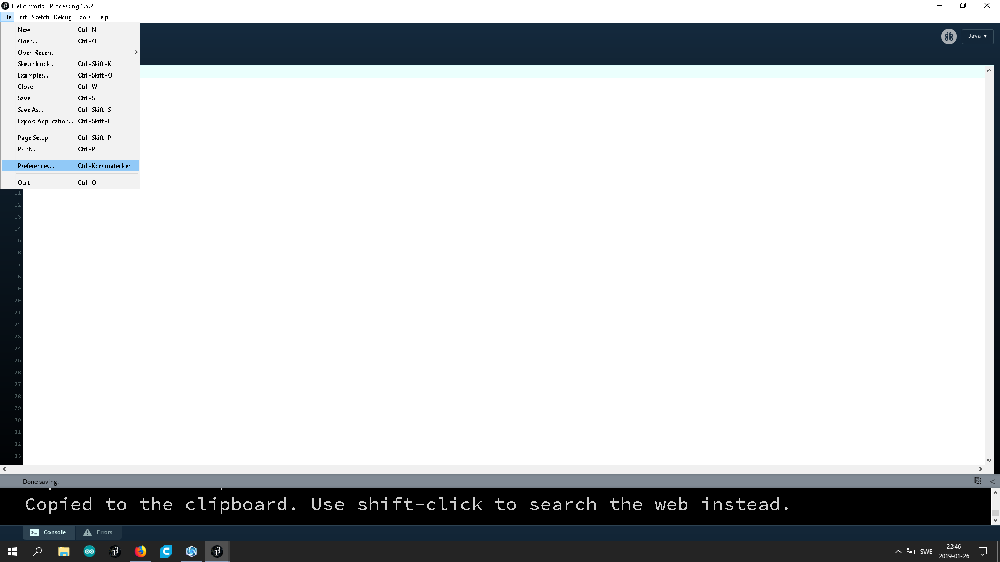 Hello_world | Processing 3.5.2
File Edit Sketch Debug Tools Help
New Ctrl+N
Open... Ctrl+O
Open Recent
Sketchbook... Ctrl+Skift+K
Examples... Ctrl+Skift+O
Close Ctrl+W
Save Ctrl+S
Save As... Ctrl+Skift+S
Export Application... Ctrl+Skift+E
Page Setup Ctrl+Skift+P
Print... Ctrl+P
Preferences... Ctrl+Kommatecken
Quit Ctrl+Q
Java
11
12
13
14
15
16
17
18
19
20
21
22
23
24
25
26
27
28
29
30
31
32
33
Done saving.
Copied to the clipboard. Use shift-click to search the web instead.
Console Errors
SWE
22:46
2019-01-26